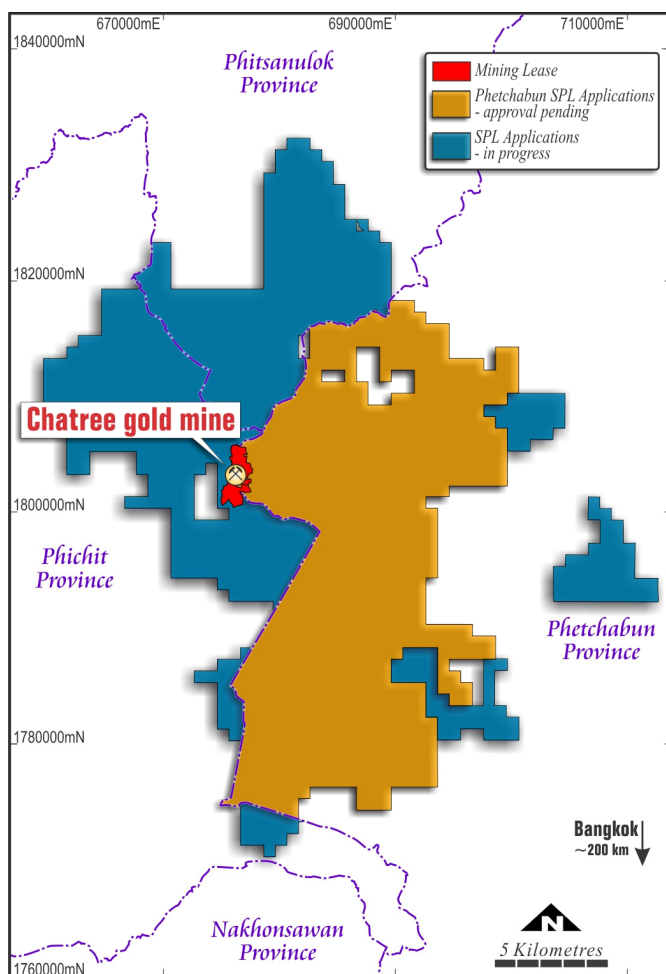 670000mE
690000mE
710000mE
1840000mN
Phitsanulok
Province
Mining Lease
Phetchabun SPL Applications
- approval pending
SPL Applications
- in progress
1820000mN
Chatree gold mine
1800000mN
Phichit
Province
Phetchabun
Province
1780000mN
Bangkok
~200 km
N
Nakhonsawan
Province
5 Kilometres
1760000mN